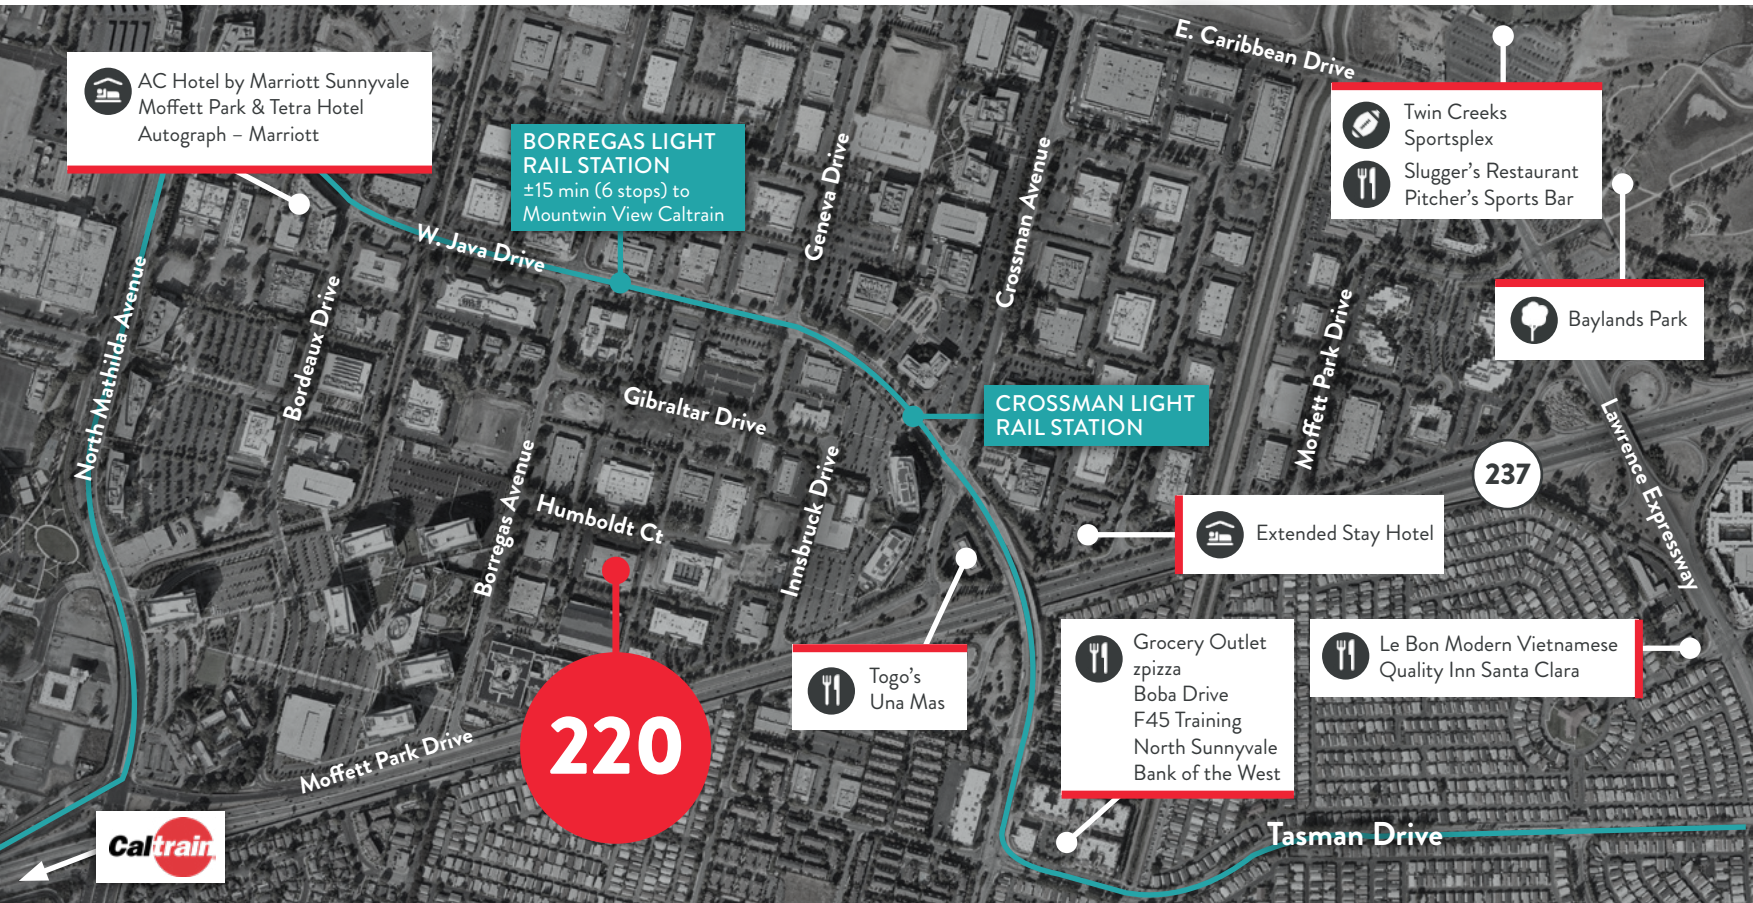 E. Caribbean Drive
AC Hotel by Marriott Sunnyvale
Moffett Park & Tetra Hotel
Autograph – Marriott
BORREGAS LIGHT
RAIL STATION
±15 min (6 stops) to
Mountwin View Caltrain
Twin Creeks
Sportsplex
Slugger's Restaurant
Pitcher's Sports Bar
Geneva Drive
Crossman Avenue
W. Java Drive
North Mathilda Avenue
Bordeaux Drive
Moffett Park Drive
Baylands Park
Gibraltar Drive
CROSSMAN LIGHT
RAIL STATION
Lawrence Expressway
237
Borregas Avenue
Humboldt Ct
Innsbruck Drive
Extended Stay Hotel
Togo's
Una Mas
Grocery Outlet
zpizza
Boba Drive
F45 Training
North Sunnyvale
Bank of the West
Le Bon Modern Vietnamese
Quality Inn Santa Clara
220
Moffett Park Drive
Caltrain
Tasman Drive